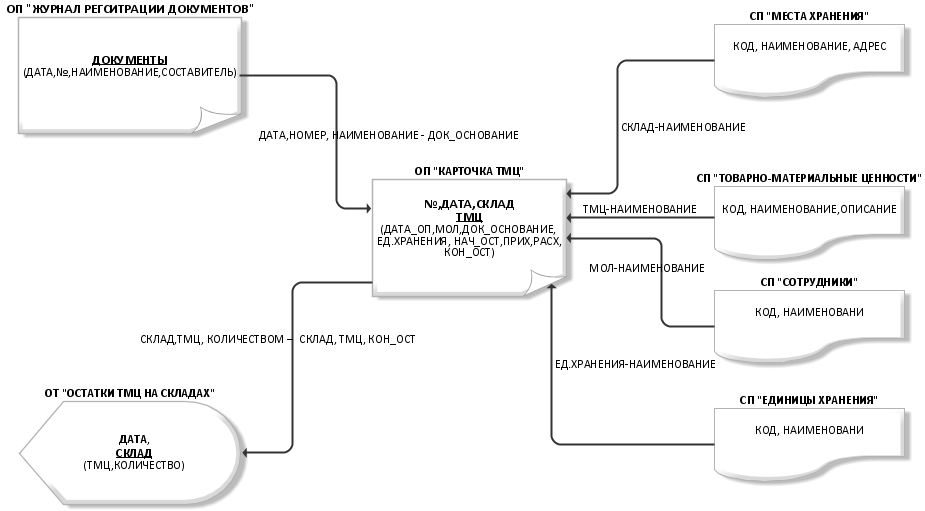 ОП "ЖУРНАЛ РЕГСИТРАЦИИ ДОКУМЕНТОВ"
ДОКУМЕНТЫ
(ДАТА,№,НАИМЕНОВАНИЕ,СОСТАВИТЕЛЬ)
СП "МЕСТА ХРАНЕНИЯ"
КОД, НАИМЕНОВАНИЕ, АДРЕС
ДАТА,НОМЕР, НАИМЕНОВАНИЕ - ДОК_ОСНОВАНИЕ
СКЛАД-НАИМЕНОВАНИЕ
ОП "КАРТОЧКА ТМЦ"
№,ДАТА,СКЛАД
ТМЦ
(ДАТА_ОП,МОЛ,ДОК_ОСНОВАНИЕ,
ЕД.ХРАНЕНИЯ, НАЧ_ОСТ,ПРИХ,РАСХ,
КОН_ОСТ)
СП "ТОВАРНО-МАТЕРИАЛЬНЫЕ ЦЕННОСТИ"
КОД, НАИМЕНОВАНИЕ,ОПИСАНИЕ
ТМЦ-НАИМЕНОВАНИЕ
МОЛ-НАИМЕНОВАНИЕ
СП "СОТРУДНИКИ"
КОД, НАИМЕНОВАНИ
СКЛАД,ТМЦ, КОЛИЧЕСТВОМ – СКЛАД, ТМЦ, КОН_ОСТ
ЕД.ХРАНЕНИЯ-НАИМЕНОВАНИЕ
ОТ "ОСТАТКИ ТМЦ НА СКЛАДАХ"
ДАТА,
СКЛАД
(ТМЦ,КОЛИЧЕСТВО)
СП "ЕДИНИЦЫ ХРАНЕНИЯ"
КОД, НАИМЕНОВАНИ